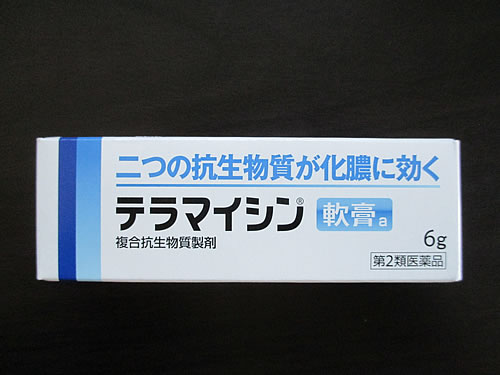 二つの抗生物質が化膿に効く
テラマイシン® 軟膏a
複合抗生物質製剤
6g
第2類医薬品